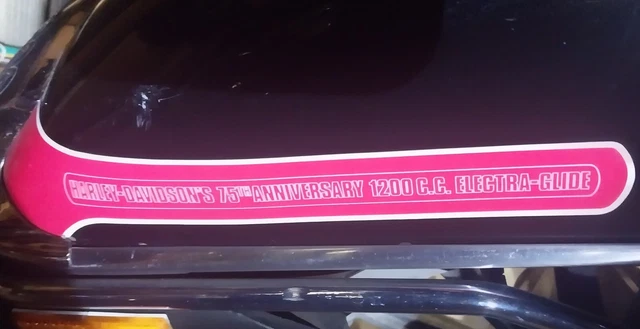 HARLEY-DAVIDSON'S 75TH ANNIVERSARY 1200 C.C. ELECTRA-GLIDE